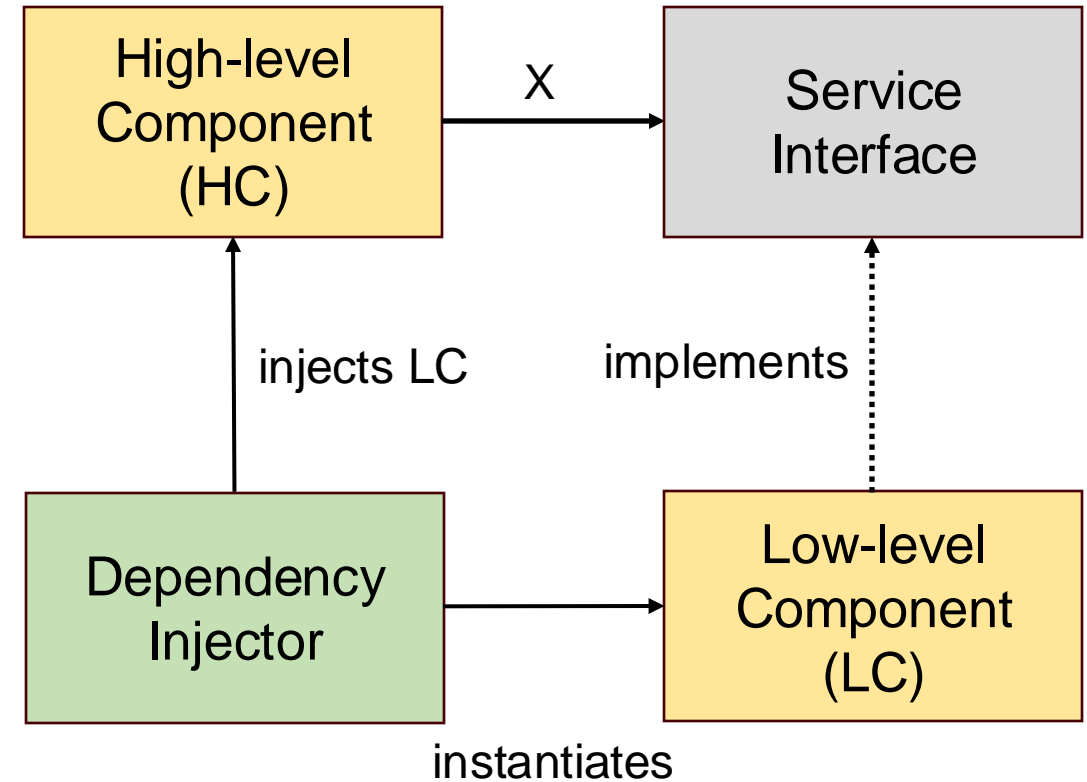 High-level
Component
(HC)
X
Service
Interface
injects LC
implements
Dependency
Injector
Low-level
Component
(LC)
instantiates